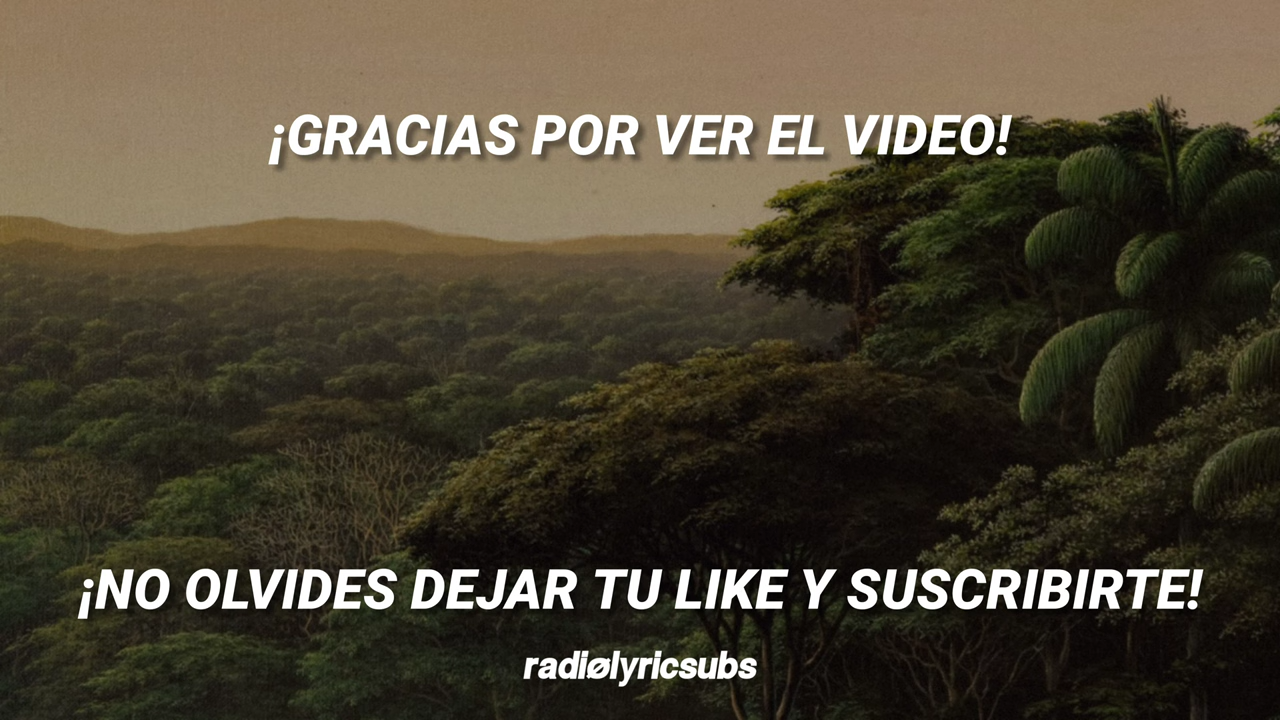 ¡GRACIAS POR VER EL VIDEO!
¡NO OLVIDES DEJAR TU LIKE Y SUSCRIBIRTE!
radiølyricsubs